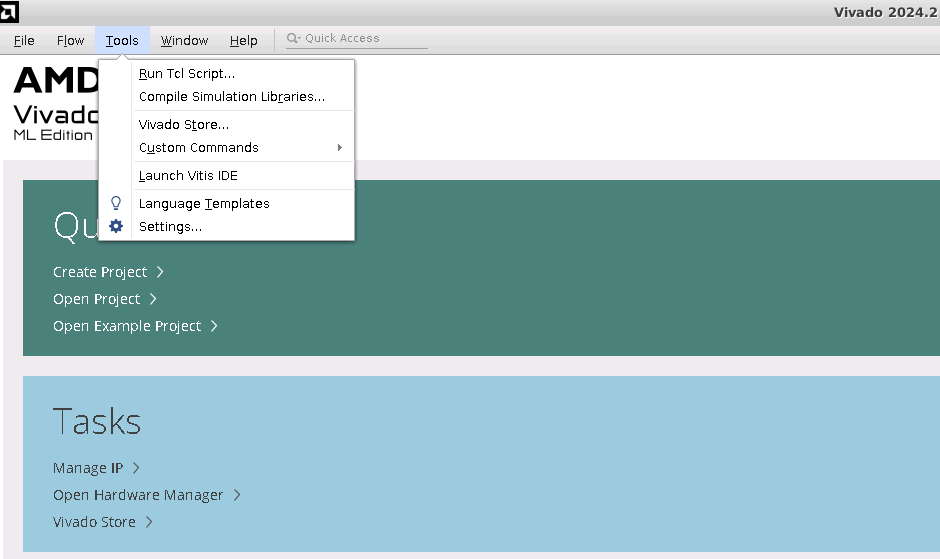 Vivado 2024.2
File Flow Tools Window Help Quick Access
AMD
Vivado
ML Edition
Run Tcl Script...
Compile Simulation Libraries...
Vivado Store...
Custom Commands
Launch Vitis IDE
Language Templates
Settings...
Qu
Create Project
Open Project
Open Example Project
Tasks
Manage IP
Open Hardware Manager
Vivado Store